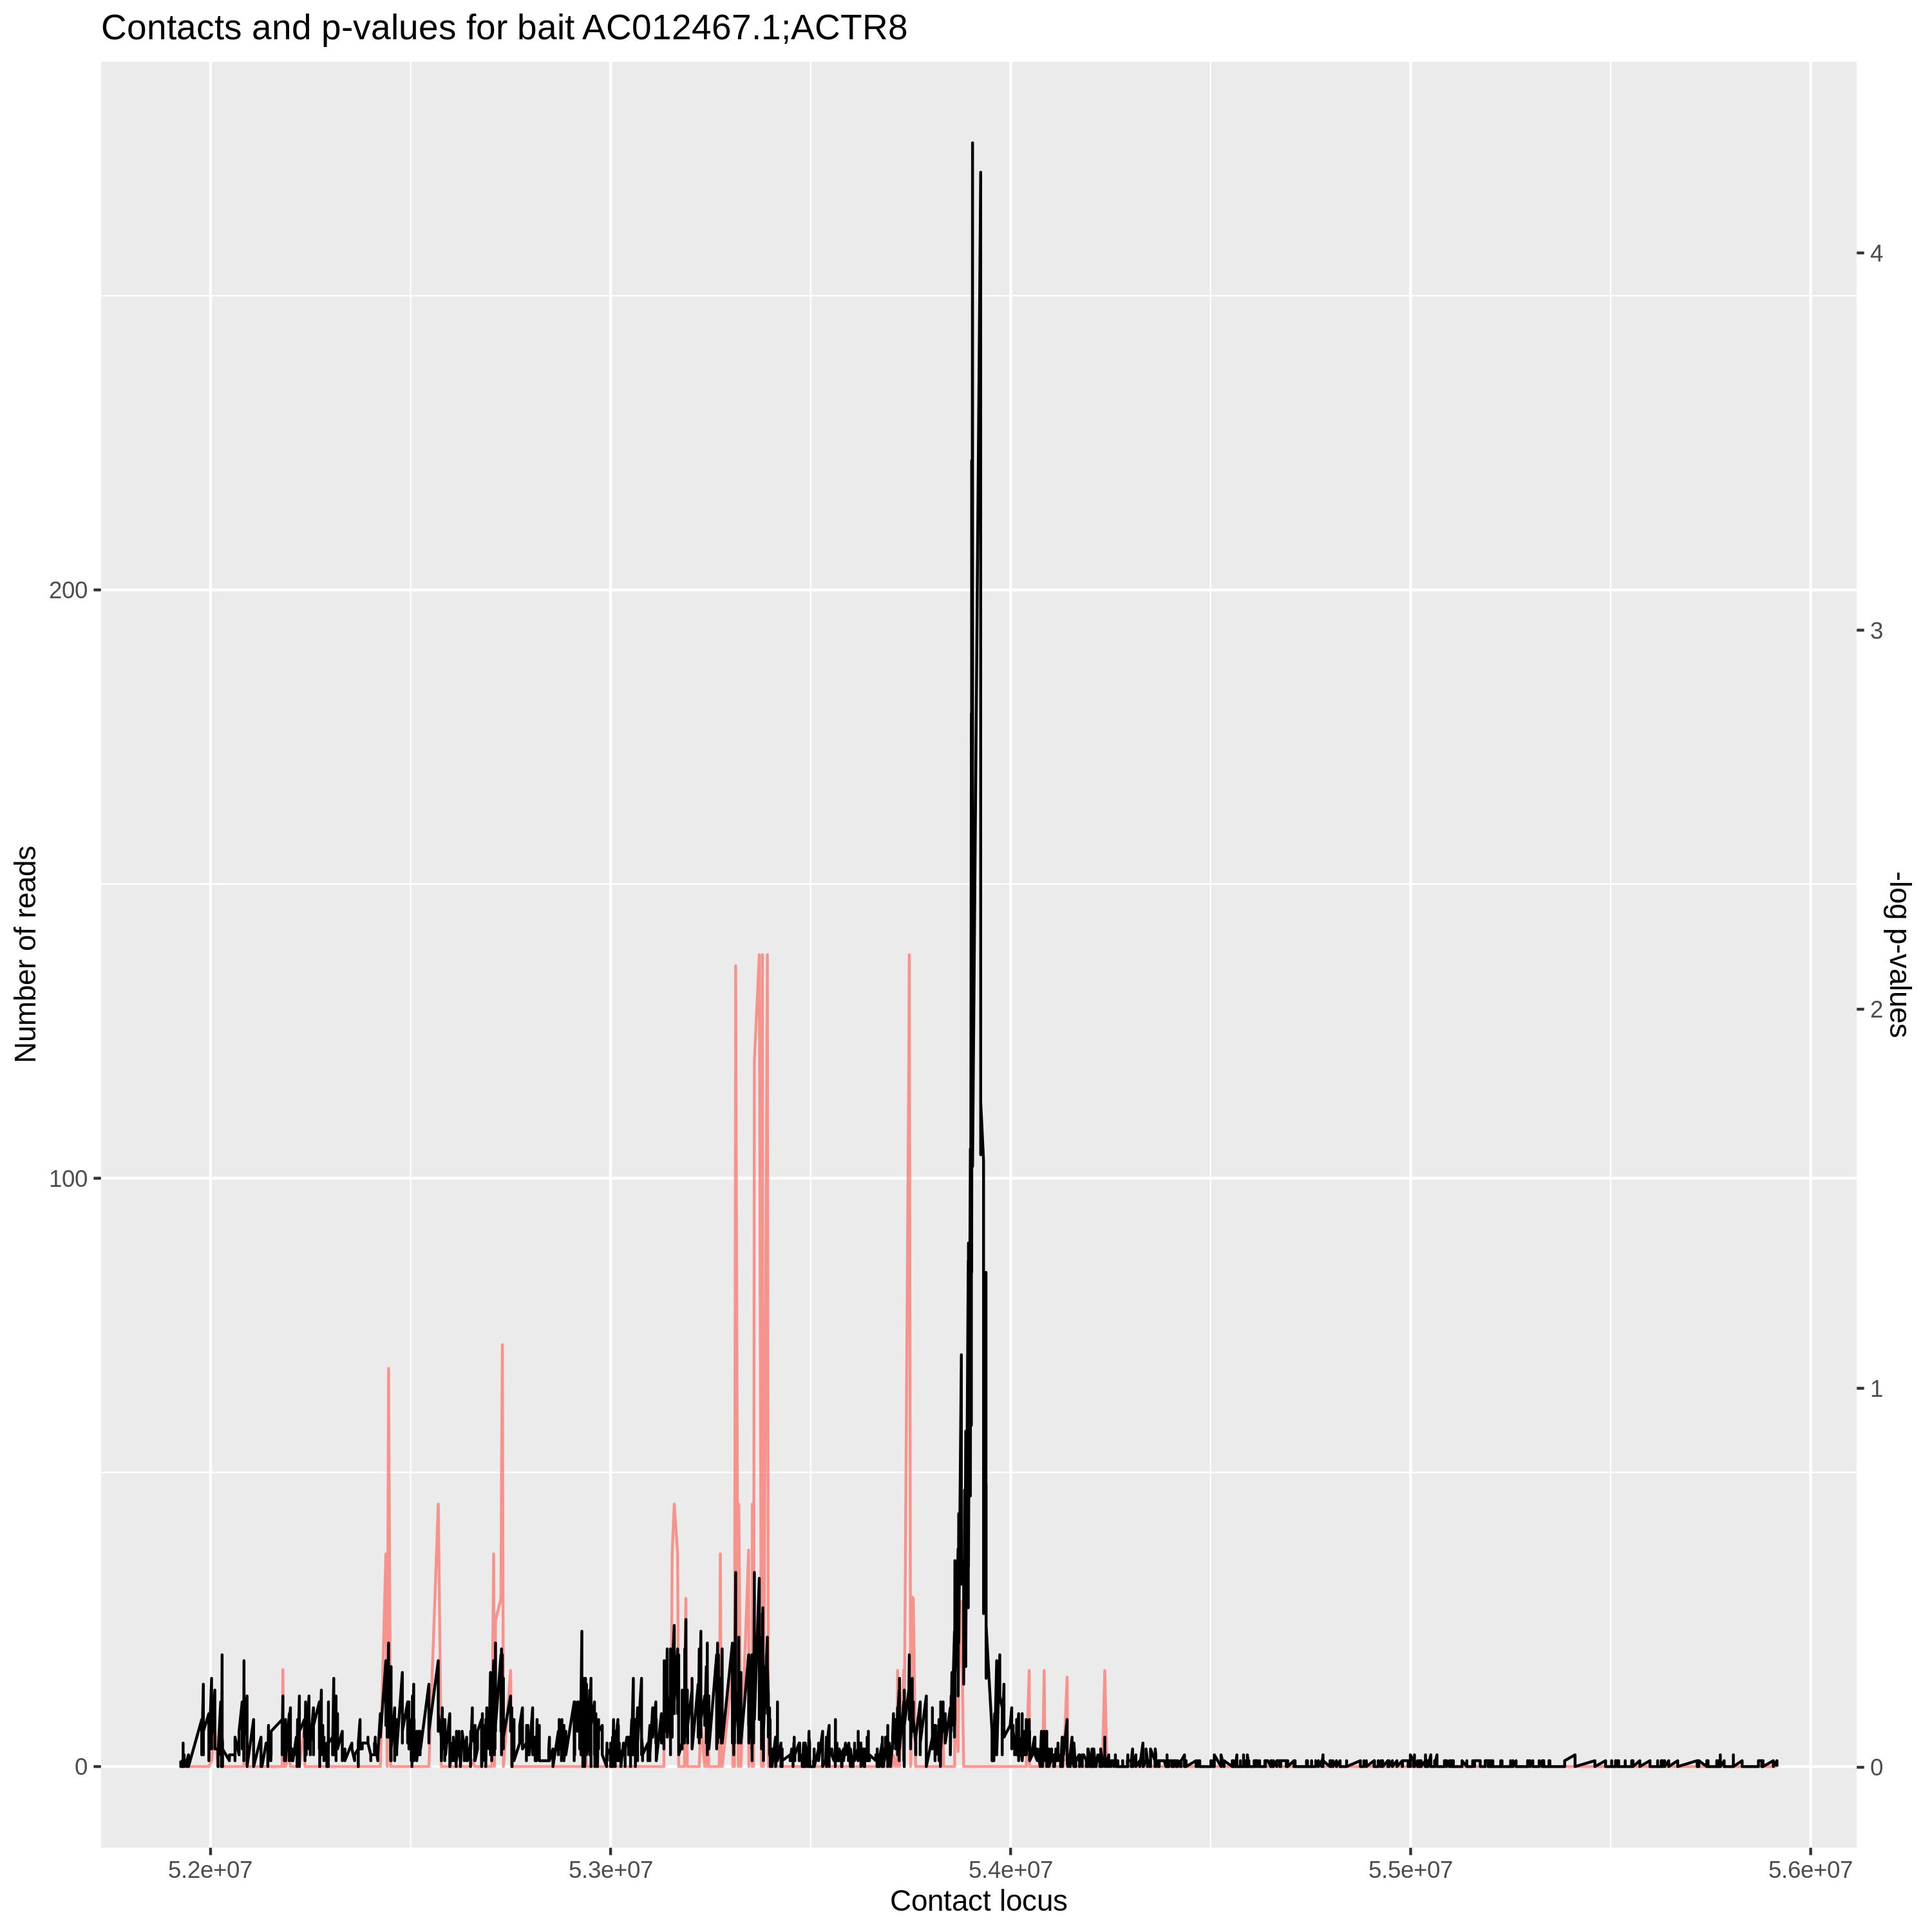 Contacts and p-values for bait AC012467.1;ACTR8
Number of reads
200
100
0
4
3
2
1
0
-log p-values
5.2e+07 5.3e+07 5.4e+07 5.5e+07 5.6e+07
Contact locus